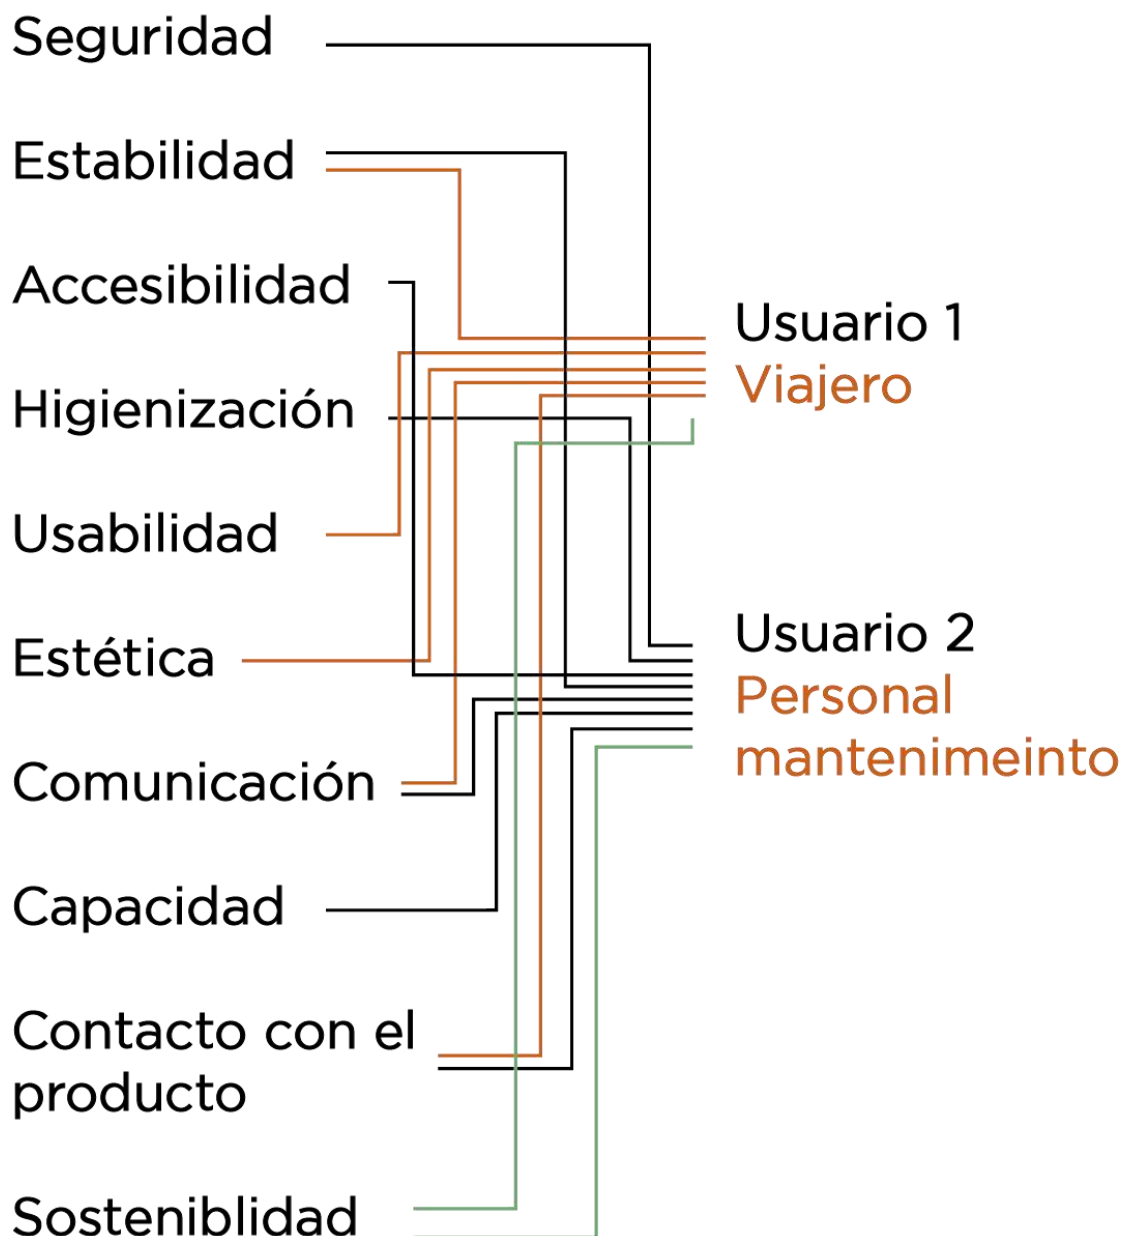 Seguridad
Estabilidad
Accesibilidad
Higienización
Usabilidad
Estética
Comunicación
Capacidad
Contacto con el
producto
Losteniblidad
Usuario 1
Viajero
Usuario 2
Personal
mantenimeinto